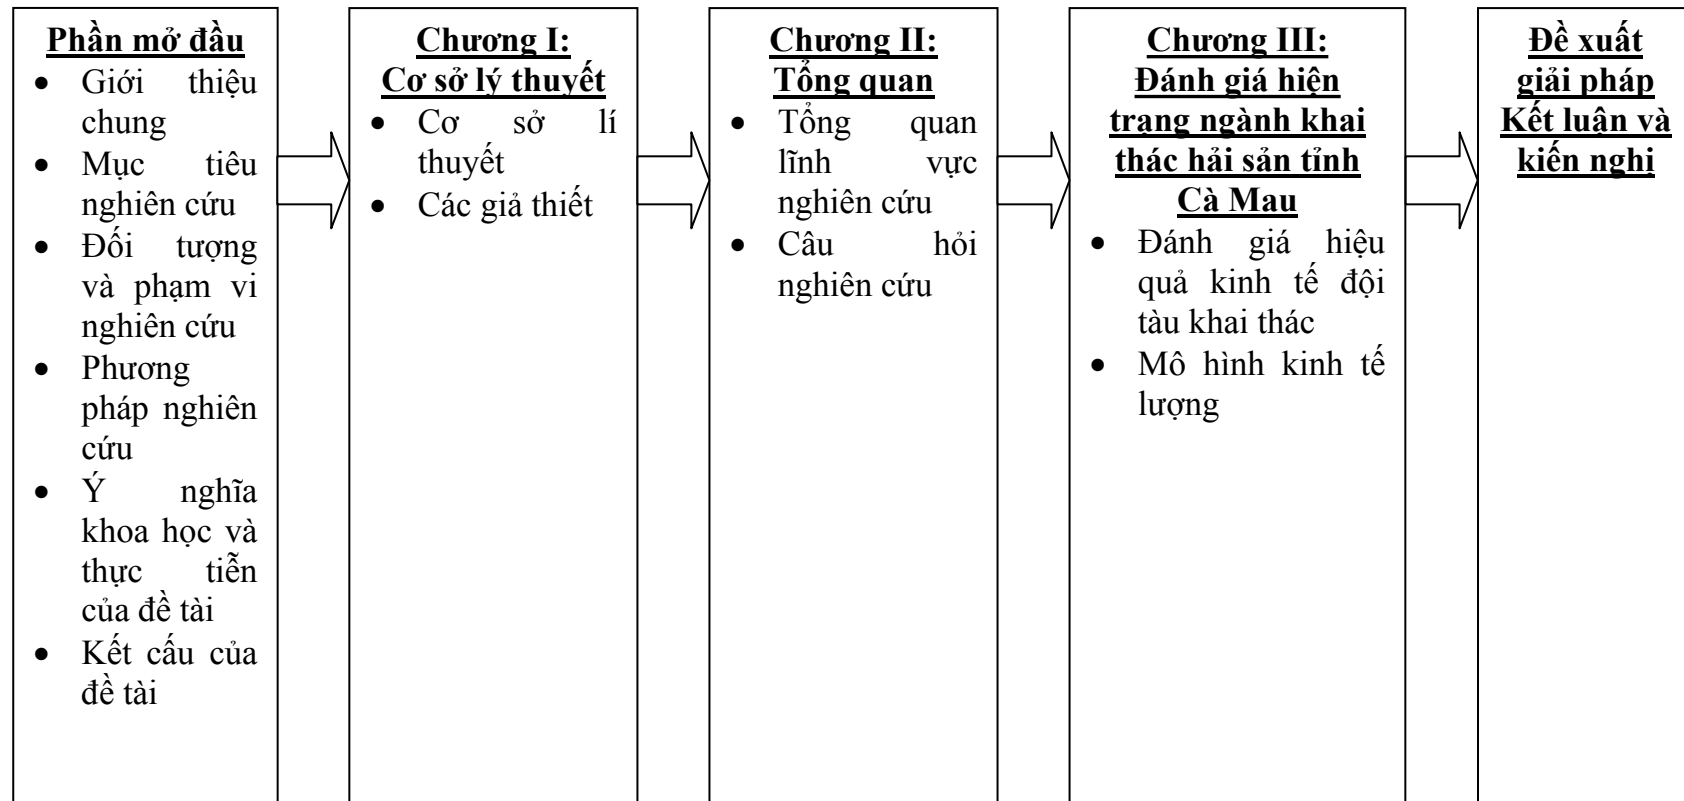 Phần mở đầu
• Giới thiệu
chung
• Mục tiêu
nghiên cứu
• Đối tượng
và phạm vi
nghiên cứu
• Phương
pháp nghiên
cứu
• Ý nghĩa
khoa học và
thực tiễn
của đề tài
• Kết cấu của
đề tài
Chương I:
Cơ sở lý thuyết
• Cơ sở lí
thuyết
• Các giả thiết
Chương II:
Tổng quan
• Tổng quan
lĩnh vực
nghiên cứu
• Câu hỏi
nghiên cứu
Chương III:
Đánh giá hiện
trạng ngành khai
thác hải sản tỉnh
Cà Mau
• Đánh giá hiệu
quả kinh tế đội
tàu khai thác
• Mô hình kinh tế
lượng
Đề xuất
giải pháp
Kết luận và
kiến nghị